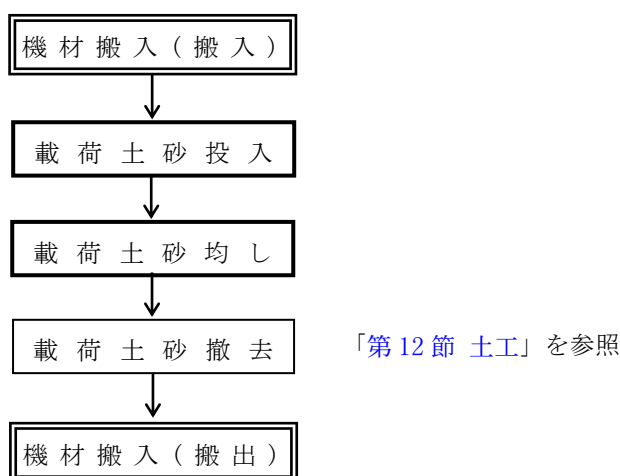 機材搬入(搬入)
載荷土砂投入
載荷土砂均し
載荷土砂撤去 「第12節 土工」を参照
機材搬入(搬出)